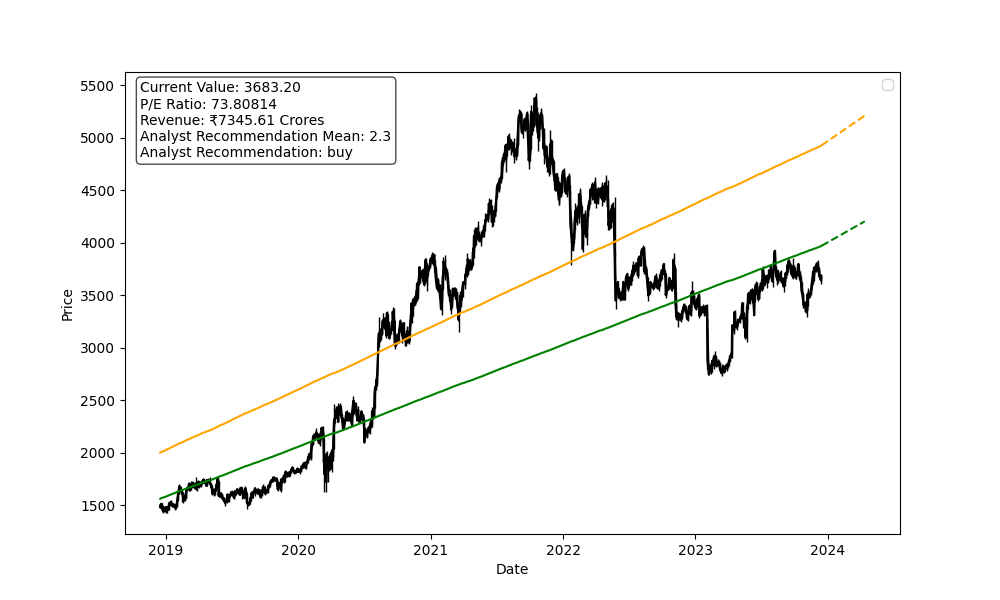 Current Value: 3683.20
P/E Ratio: 73.80814
Revenue: ₹7345.61 Crores
Analyst Recommendation Mean: 2.3
Analyst Recommendation: buy
5500
5000
4500
4000
3500
3000
2500
2000
1500
Price
2019 2020 2021 2022 2023 2024
Date